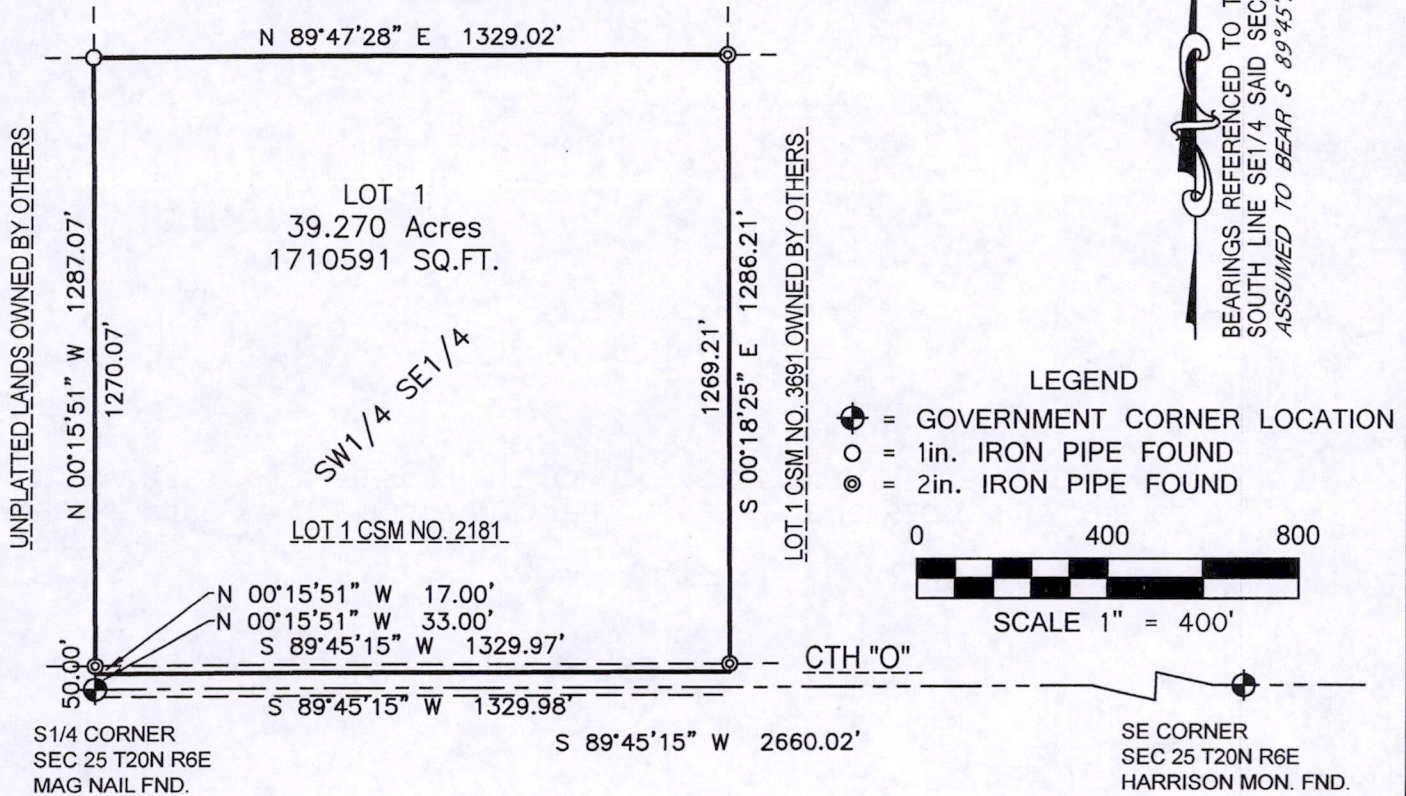 N 89°47'28" E 1329.02'
UNPLATTED LANDS OWNED BY OTHERS
N 00°15'51" W 1287.07'
1270.07'
LOT 1
39.270 Acres
1710591 SQ.FT.
SW1/4 SE1/4
LOT 1 CSM NO. 2181
1269.21'
S 00°18'25" E 1286.21'
LOT 1 CSM NO. 3691 OWNED BY OTHERS
N 00°15'51" W 17.00'
N 00°15'51" W 33.00'
S 89°45'15" W 1329.97'
50.00'
S 89°45'15" W 1329.98'
CTH "O"
S 89°45'15" W 2660.02'
S1/4 CORNER
SEC 25 T20N R6E
MAG NAIL FND.
SE CORNER
SEC 25 T20N R6E
HARRISON MON. FND.
BEARINGS REFERENCED TO
SOUTH LINE SE1/4 SAID
ASSUMED TO BEAR S 89°45'
LEGEND
= GOVERNMENT CORNER LOCATION
= 1in. IRON PIPE FOUND
= 2in. IRON PIPE FOUND
0 400 800
SCALE 1" = 400'